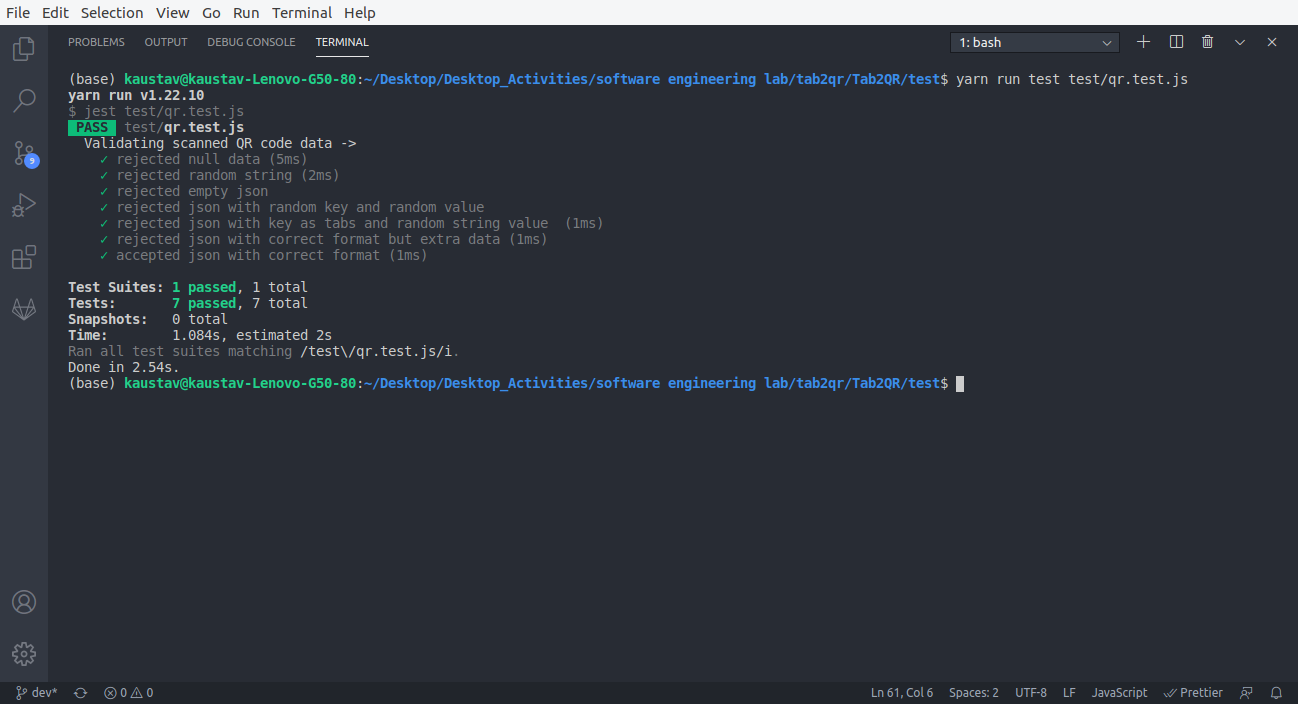 File Edit Selection View Go Run Terminal Help
PROBLEMS OUTPUT DEBUG CONSOLE TERMINAL 1: bash
(base) kaustav@kaustav-Lenovo-G50-80:~/Desktop/Desktop_Activities/software engineering lab/tab2qr/Tab2QR/test$ yarn run test test/qr.test.js
yarn run v1.22.10
$ jest test/qr.test.js
PASS test/qr.test.js
Validating scanned QR code data ->
✓ rejected null data (5ms)
✓ rejected random string (2ms)
✓ rejected empty json
✓ rejected json with random key and random value
✓ rejected json with key as tabs and random string value  (1ms)
✓ rejected json with correct format but extra data (1ms)
✓ accepted json with correct format (1ms)
Test Suites: 1 passed, 1 total
Tests:       7 passed, 7 total
Snapshots:   0 total
Time:        1.084s, estimated 2s
Ran all test suites matching /test\/qr.test.js/i.
Done in 2.54s.
(base) kaustav@kaustav-Lenovo-G50-80:~/Desktop/Desktop_Activities/software engineering lab/tab2qr/Tab2QR/test$
9
dev* 0 0 Ln 61, Col 6 Spaces: 2 UTF-8 LF JavaScript Prettier